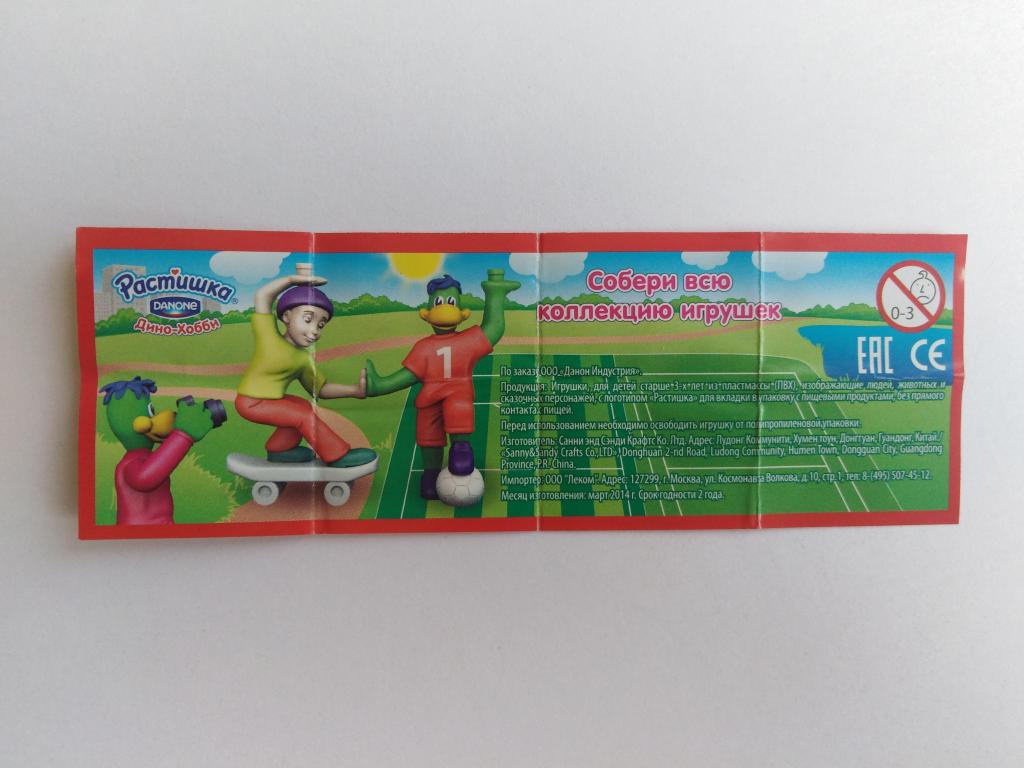 Растишка
DANONE
®
Дино-Хобби
1
Собери всю
коллекцию игрушек
0-3
EAC CE
По заказу ООО «Данон Индустрия».
Продукция: Игрушки, для детей старше 3-х лет из пластмассы (ПВХ), изображающие людей, животных и
сказочных персонажей, с логотипом «Растишка» для вкладки в упаковку с пищевыми продуктами, без прямого
контакта с пищей.
Перед использованием необходимо освободить игрушку от полипропиленовой упаковки.
Изготовитель: Санни энд Сэнди Крафтс Ко. Лтд. Адрес: Лудонг Коммунити, Хумен тоун, Донггуан, Гуандонг, Китай./
«Sanny&Sandy Crafts Co., LTD.» Donghuan 2-nd Road, Ludong Community, Humen Town, Dongguan City, Guangdong
Province, P.R. China.
Импортер: ООО "Леком" Адрес: 127299, г. Москва, ул. Космонавта Волкова, д.10, стр.1, тел: 8-(495) 507-45-12.
Месяц изготовления: март 2014 г. Срок годности 2 года.